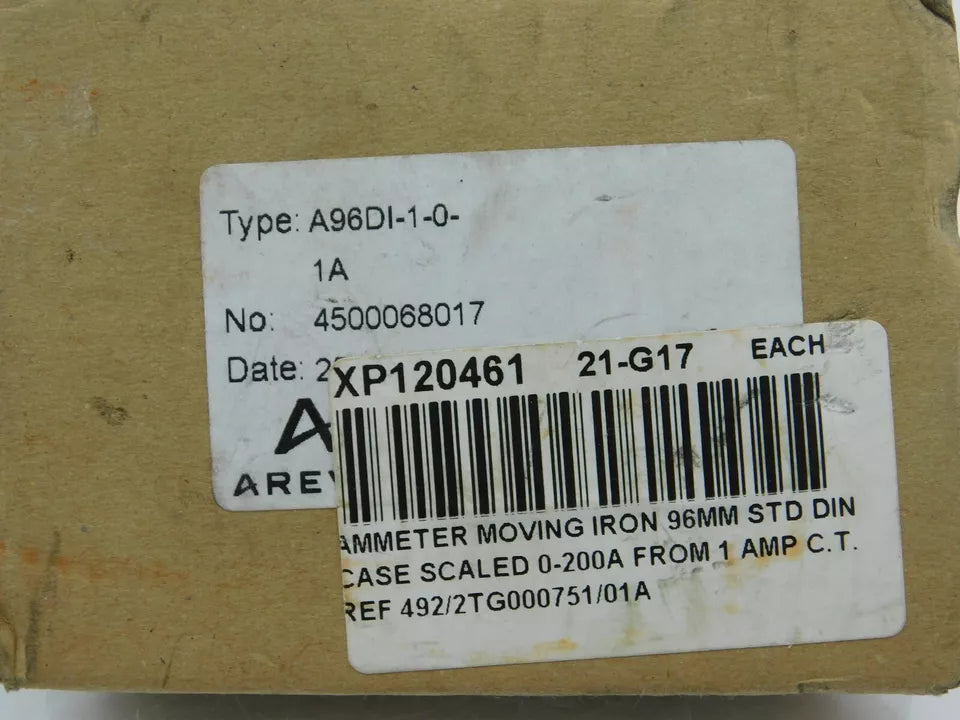 Type: A96DI-1-0-
1A
No: 4500068017
Date: 2
XP120461 21-G17 EACH
AREV
AMMETER MOVING IRON 96MM STD DIN
CASE SCALED 0-200A FROM 1 AMP C.T.
REF 492/2TG000751/01A